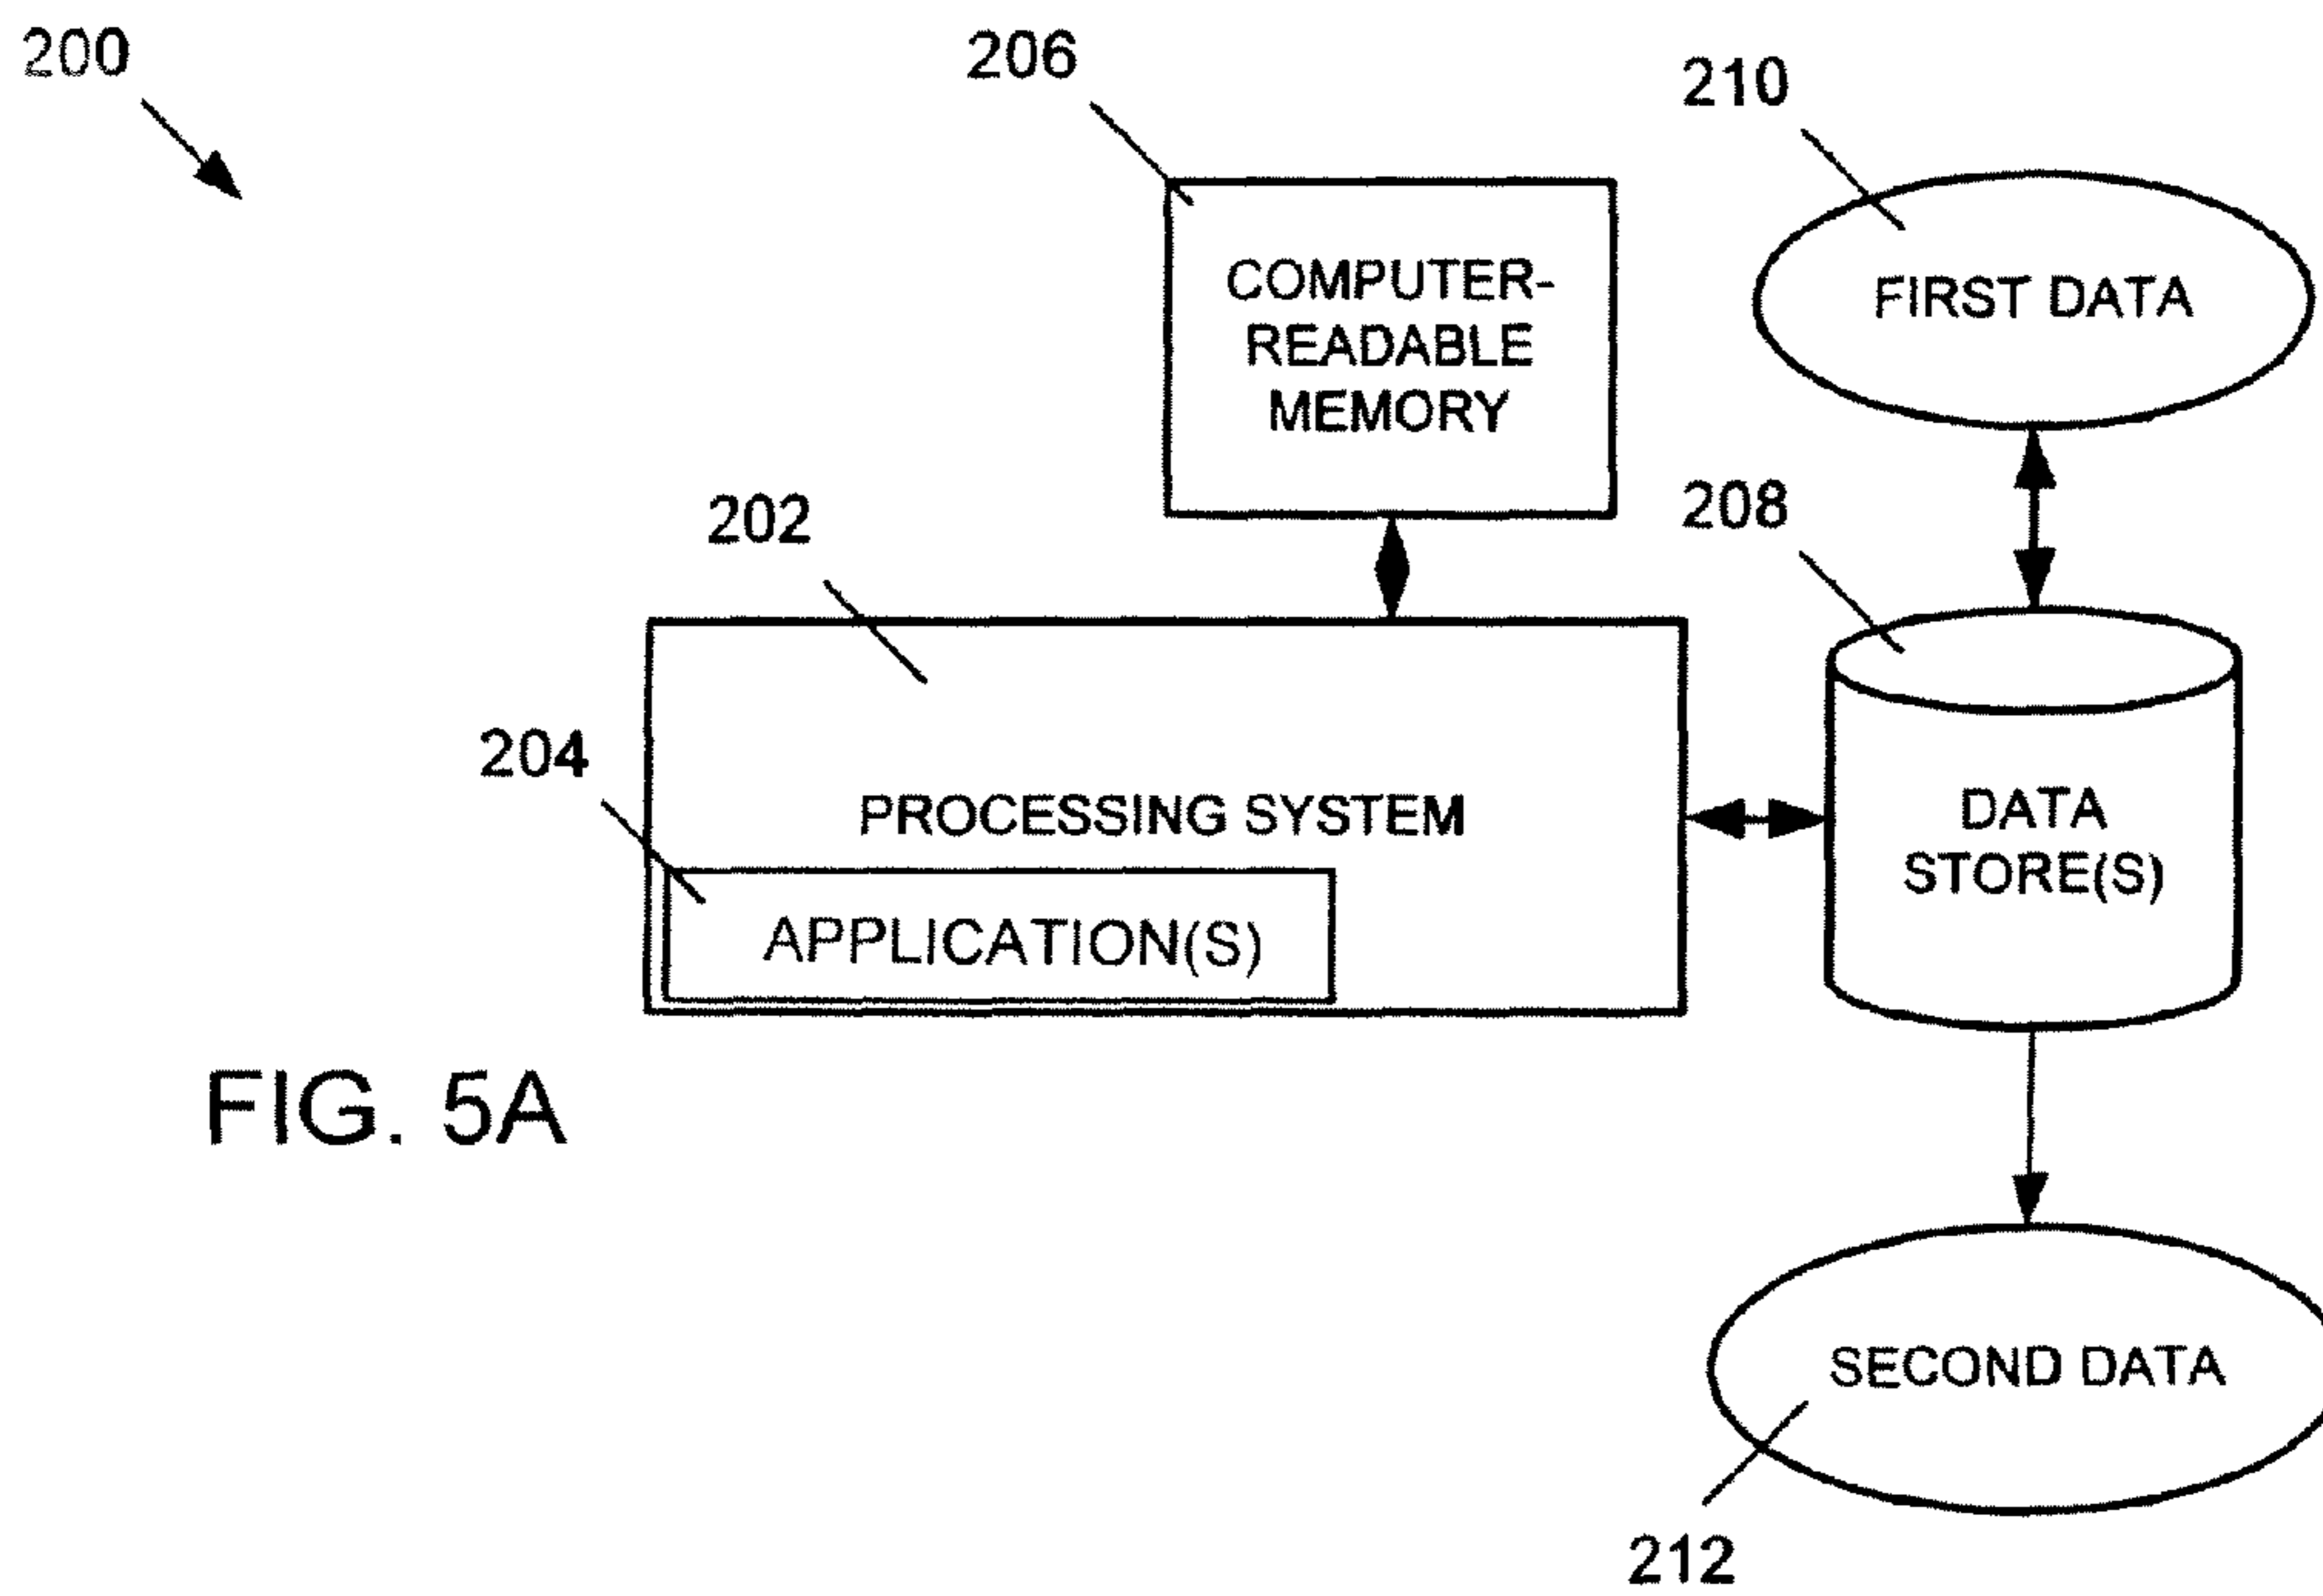 200
206
210
COMPUTER-
READABLE
MEMORY
FIRST DATA
202
208
204
PROCESSING SYSTEM
APPLICATION(S)
DATA
STORE(S)
FIG. 5A
SECOND DATA
212